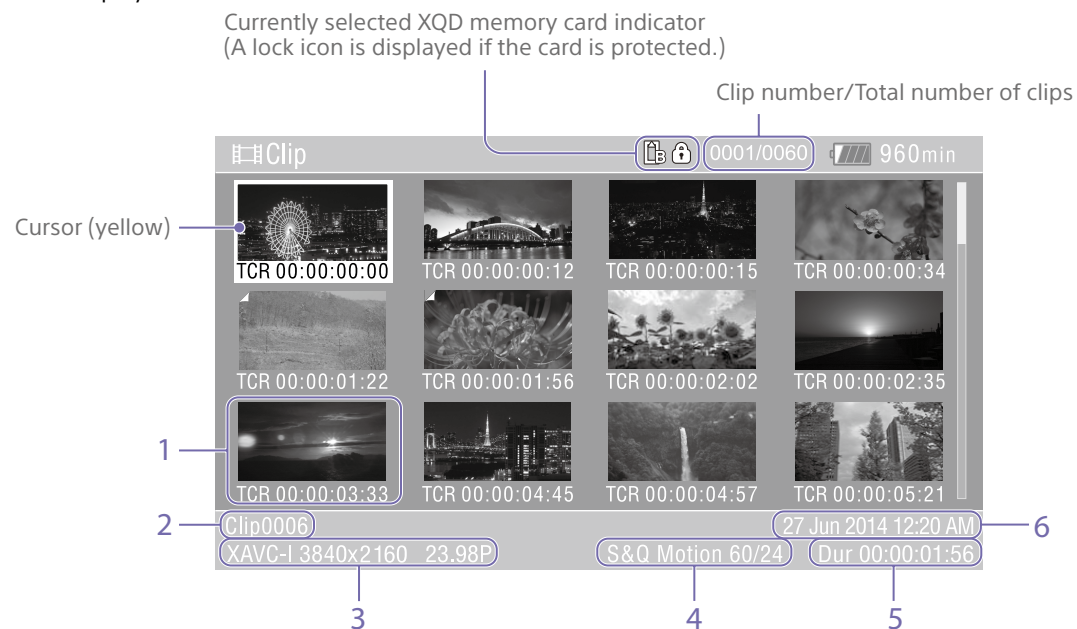 Currently selected XQD memory card indicator
(A lock icon is displayed if the card is protected.)
Clip number/Total number of clips
Clip
B
0001/0060
960min
Cursor (yellow)
TCR 00:00:00:00
TCR 00:00:00:12
TCR 00:00:00:15
TCR 00:00:00:34
TCR 00:00:01:22
TCR 00:00:01:56
TCR 00:00:02:02
TCR 00:00:02:35
1
TCR 00:00:03:33
TCR 00:00:04:45
TCR 00:00:04:57
TCR 00:00:05:21
2
Clip0006
27 Jun 2014 12:20 AM
6
XAVC-I 3840x2160 23.98P
S&Q Motion 60/24
Dur 00:00:01:56
3
4
5